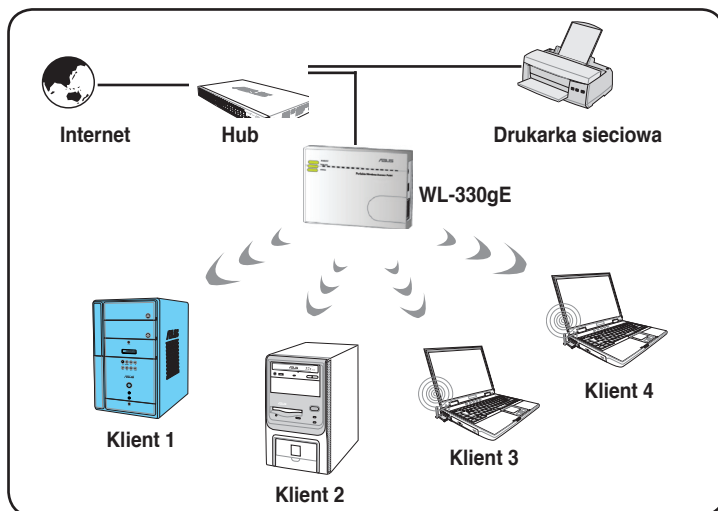 Internet
Hub
Drukarka sieciowa
WL-330gE
Klient 1
Klient 2
Klient 3
Klient 4